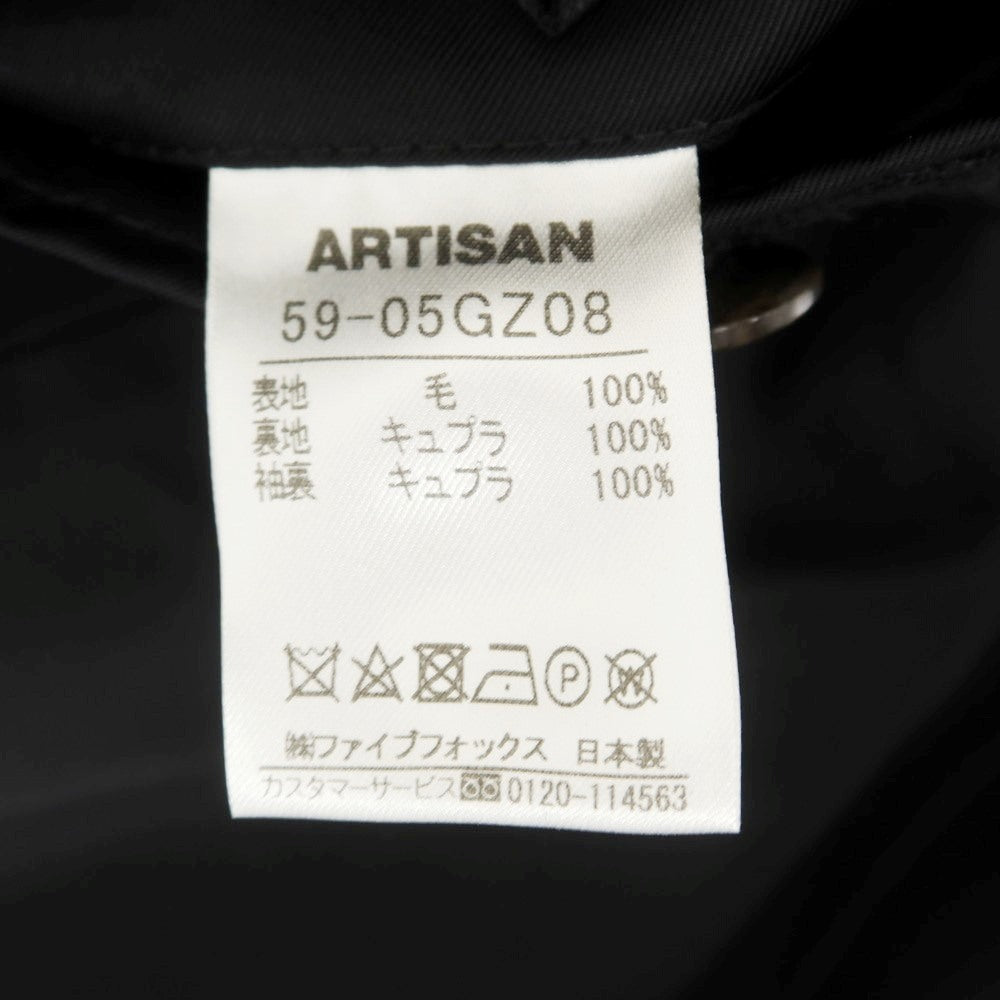 ARTISAN
59-05GZ08
表地 毛 100%
裏地 キュプラ 100%
袖裏 キュプラ 100%
P W
㈱ファイブフォックス 日本製
カスタマーサービス 0120-114563